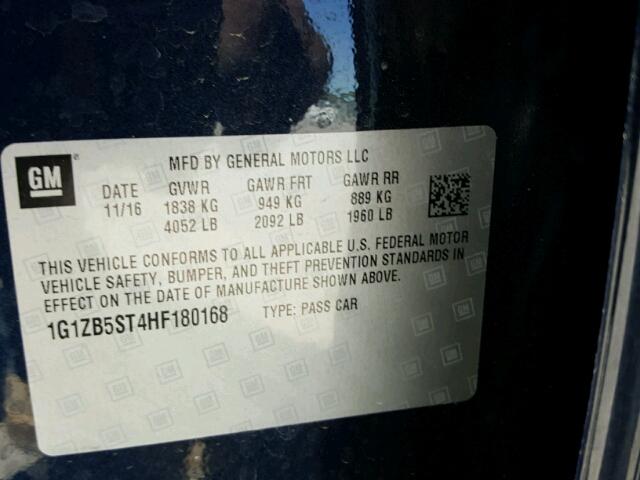 GM
MFD BY GENERAL MOTORS LLC
DATE GVWR GAWR FRT GAWR RR
11/16 1838 KG 949 KG 889 KG
4052 LB 2092 LB 1960 LB
THIS VEHICLE CONFORMS TO ALL APPLICABLE U.S. FEDERAL MOTOR
VEHICLE SAFETY, BUMPER, AND THEFT PREVENTION STANDARDS IN
EFFECT ON THE DATE OF MANUFACTURE SHOWN ABOVE.
1G1ZB5ST4HF180168 TYPE: PASS CAR